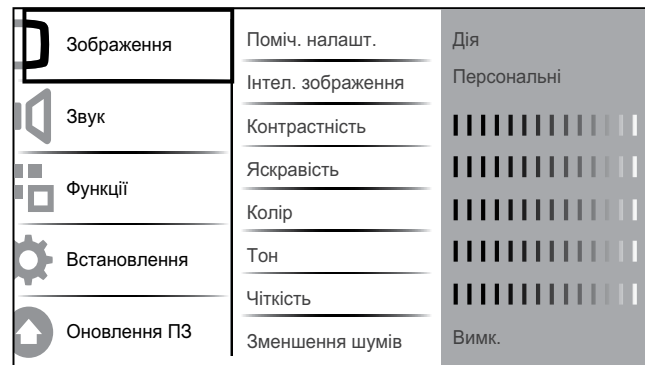 Зображення
Звук
Функції
Встановлення
Оновлення ПЗ
Поміч. налашт.
Інтел. зображення
Контрастність
Яскравість
Колір
Тон
Чіткість
Зменшення шумів
Дія
Персональні
Вимк.